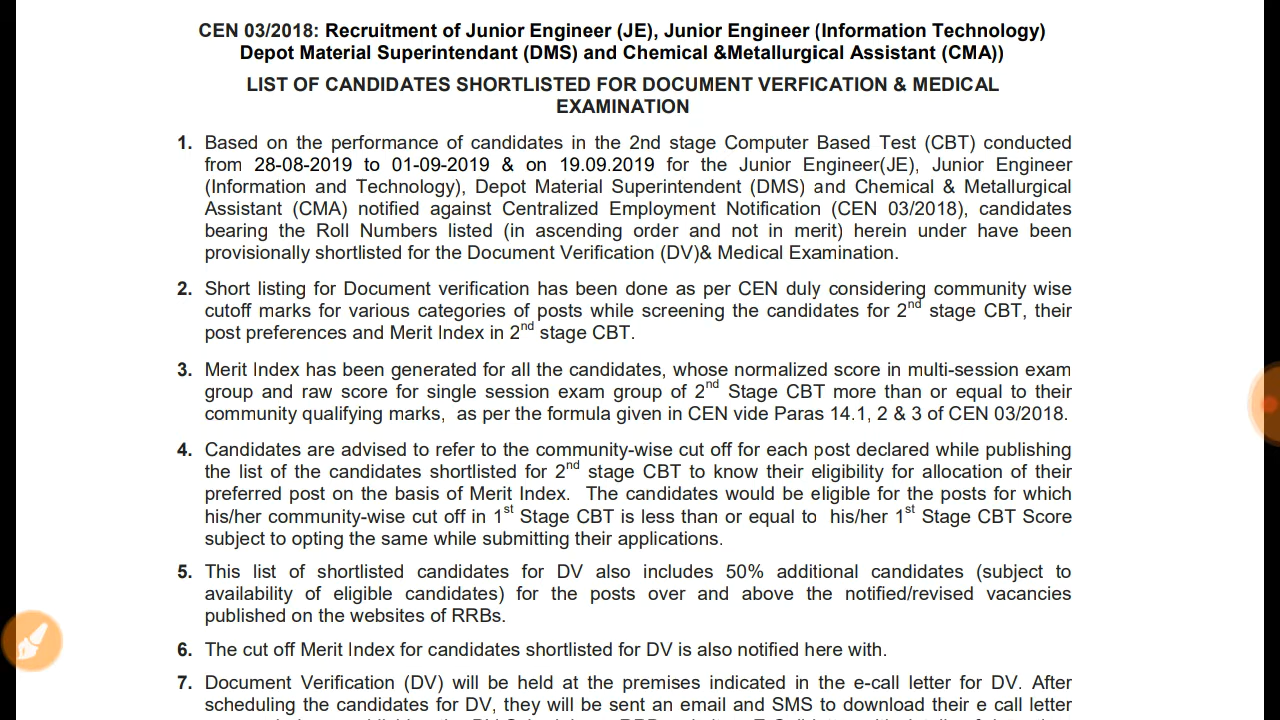 CEN 03/2018: Recruitment of Junior Engineer (JE), Junior Engineer (Information Technology)
Depot Material Superintendant (DMS) and Chemical &Metallurgical Assistant (CMA))
LIST OF CANDIDATES SHORTLISTED FOR DOCUMENT VERFICATION & MEDICAL
EXAMINATION
1. Based on the performance of candidates in the 2nd stage Computer Based Test (CBT) conducted
from 28-08-2019 to 01-09-2019 & on 19.09.2019 for the Junior Engineer(JE), Junior Engineer
(Information and Technology), Depot Material Superintendent (DMS) and Chemical & Metallurgical
Assistant (CMA) notified against Centralized Employment Notification (CEN 03/2018), candidates
bearing the Roll Numbers listed (in ascending order and not in merit) herein under have been
provisionally shortlisted for the Document Verification (DV)& Medical Examination.
2. Short listing for Document verification has been done as per CEN duly considering community wise
cutoff marks for various categories of posts while screening the candidates for 2nd stage CBT, their
post preferences and Merit Index in 2nd stage CBT.
3. Merit Index has been generated for all the candidates, whose normalized score in multi-session exam
group and raw score for single session exam group of 2nd Stage CBT more than or equal to their
community qualifying marks, as per the formula given in CEN vide Paras 14.1, 2 & 3 of CEN 03/2018.
4. Candidates are advised to refer to the community-wise cut off for each post declared while publishing
the list of the candidates shortlisted for 2nd stage CBT to know their eligibility for allocation of their
preferred post on the basis of Merit Index. The candidates would be eligible for the posts for which
his/her community-wise cut off in 1st Stage CBT is less than or equal to his/her 1st Stage CBT Score
subject to opting the same while submitting their applications.
5. This list of shortlisted candidates for DV also includes 50% additional candidates (subject to
availability of eligible candidates) for the posts over and above the notified/revised vacancies
published on the websites of RRBs.
6. The cut off Merit Index for candidates shortlisted for DV is also notified here with.
7. Document Verification (DV) will be held at the premises indicated in the e-call letter for DV. After
scheduling the candidates for DV, they will be sent an email and SMS to download their e call letter